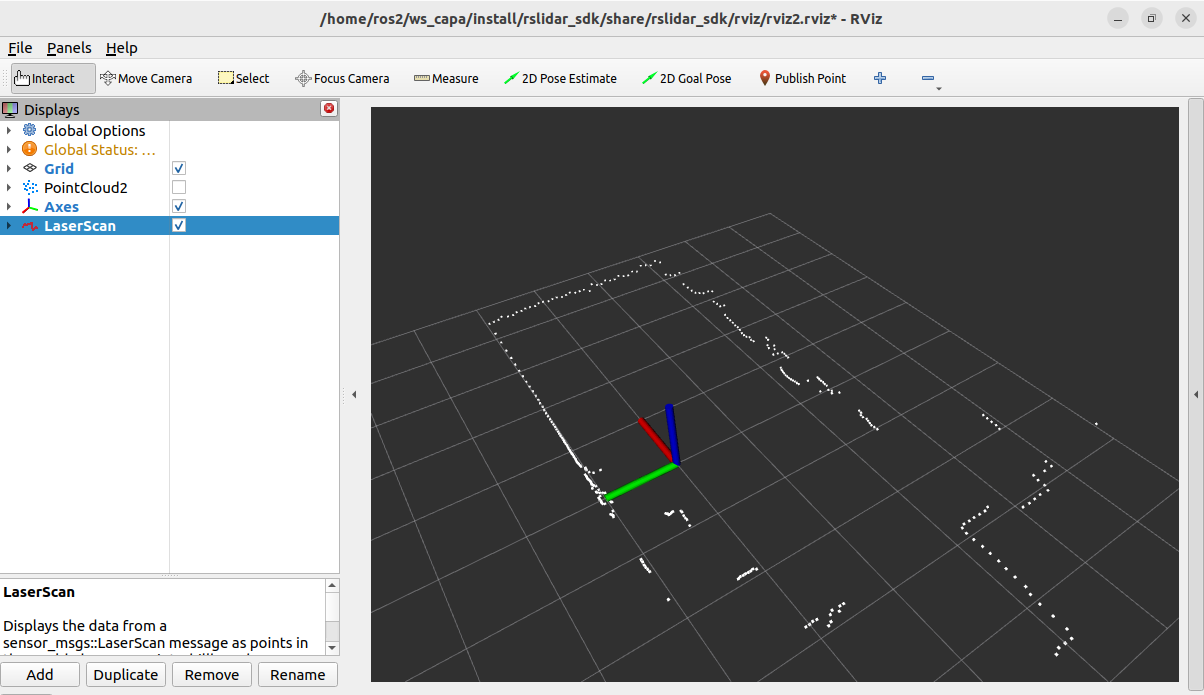 /home/ros2/ws_capa/install/rslidar_sdk/share/rslidar_sdk/rviz/rviz2.rviz* - RViz
File Panels Help
Interact Move Camera Select Focus Camera Measure 2D Pose Estimate 2D Goal Pose Publish Point
Displays
Global Options
Global Status: ...
Grid
PointCloud2
Axes
LaserScan
LaserScan
Displays the data from a
sensor_msgs::LaserScan message as points in
Add Duplicate Remove Rename